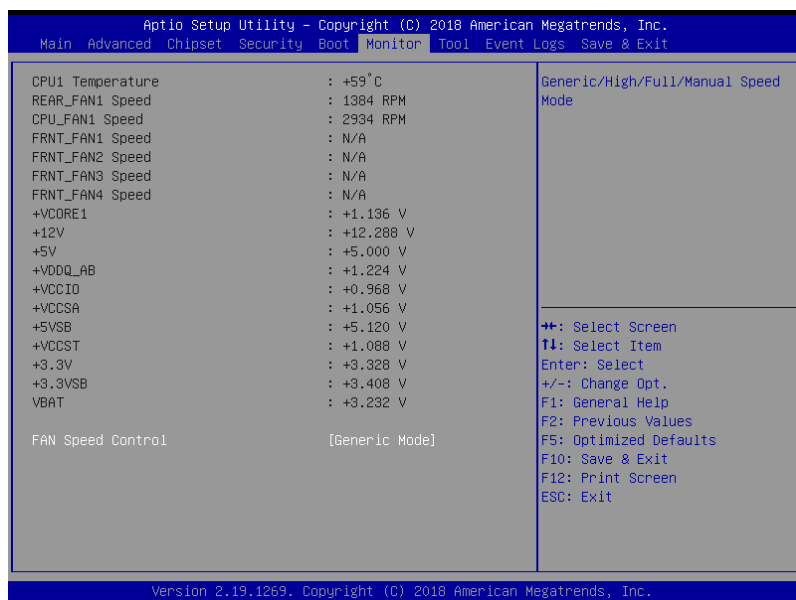 Aptio Setup Utility – Copyright (C) 2018 American Megatrends, Inc.
Main Advanced Chipset Security Boot Monitor Tool Event Logs Save & Exit
CPU1 Temperature : +59°C
REAR_FAN1 Speed : 1384 RPM
CPU_FAN1 Speed : 2934 RPM
FRNT_FAN1 Speed : N/A
FRNT_FAN2 Speed : N/A
FRNT_FAN3 Speed : N/A
FRNT_FAN4 Speed : N/A
+VCORE1 : +1.136 V
+12V : +12.288 V
+5V : +5.000 V
+VDDQ_AB : +1.224 V
+VCCIO : +0.968 V
+VCCSA : +1.056 V
+5VSB : +5.120 V
+VCCST : +1.088 V
+3.3V : +3.328 V
+3.3VSB : +3.408 V
VBAT : +3.232 V
FAN Speed Control [Generic Mode]
Generic/High/Full/Manual Speed
Mode
→←: Select Screen
↑↓: Select Item
Enter: Select
+/-: Change Opt.
F1: General Help
F2: Previous Values
F5: Optimized Defaults
F10: Save & Exit
F12: Print Screen
ESC: Exit
Version 2.19.1269. Copyright (C) 2018 American Megatrends, Inc.